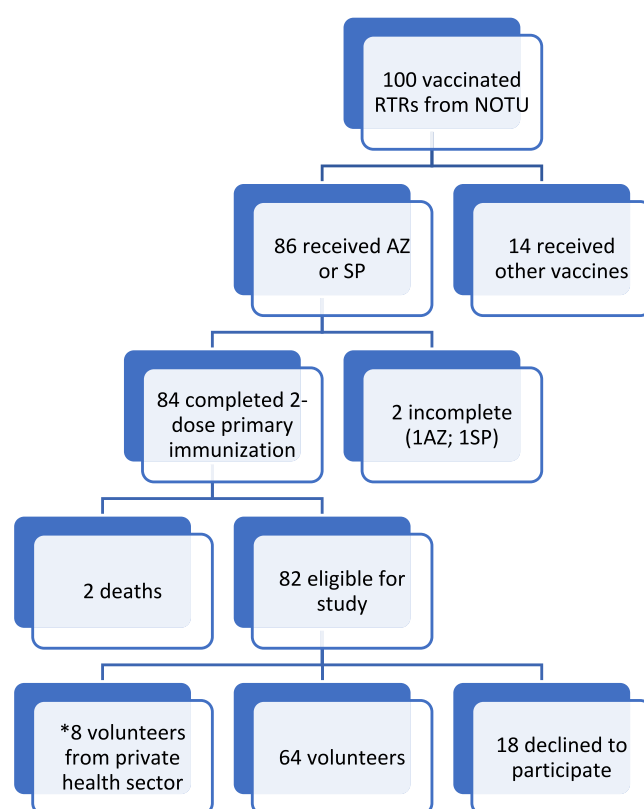 100 vaccinated
RTRs from NOTU
86 received AZ
or SP
14 received
other vaccines
84 completed 2-
dose primary
immunization
2 incomplete
(1AZ; 1SP)
2 deaths
82 eligible for
study
*8 volunteers
from private
health sector
64 volunteers
18 declined to
participate